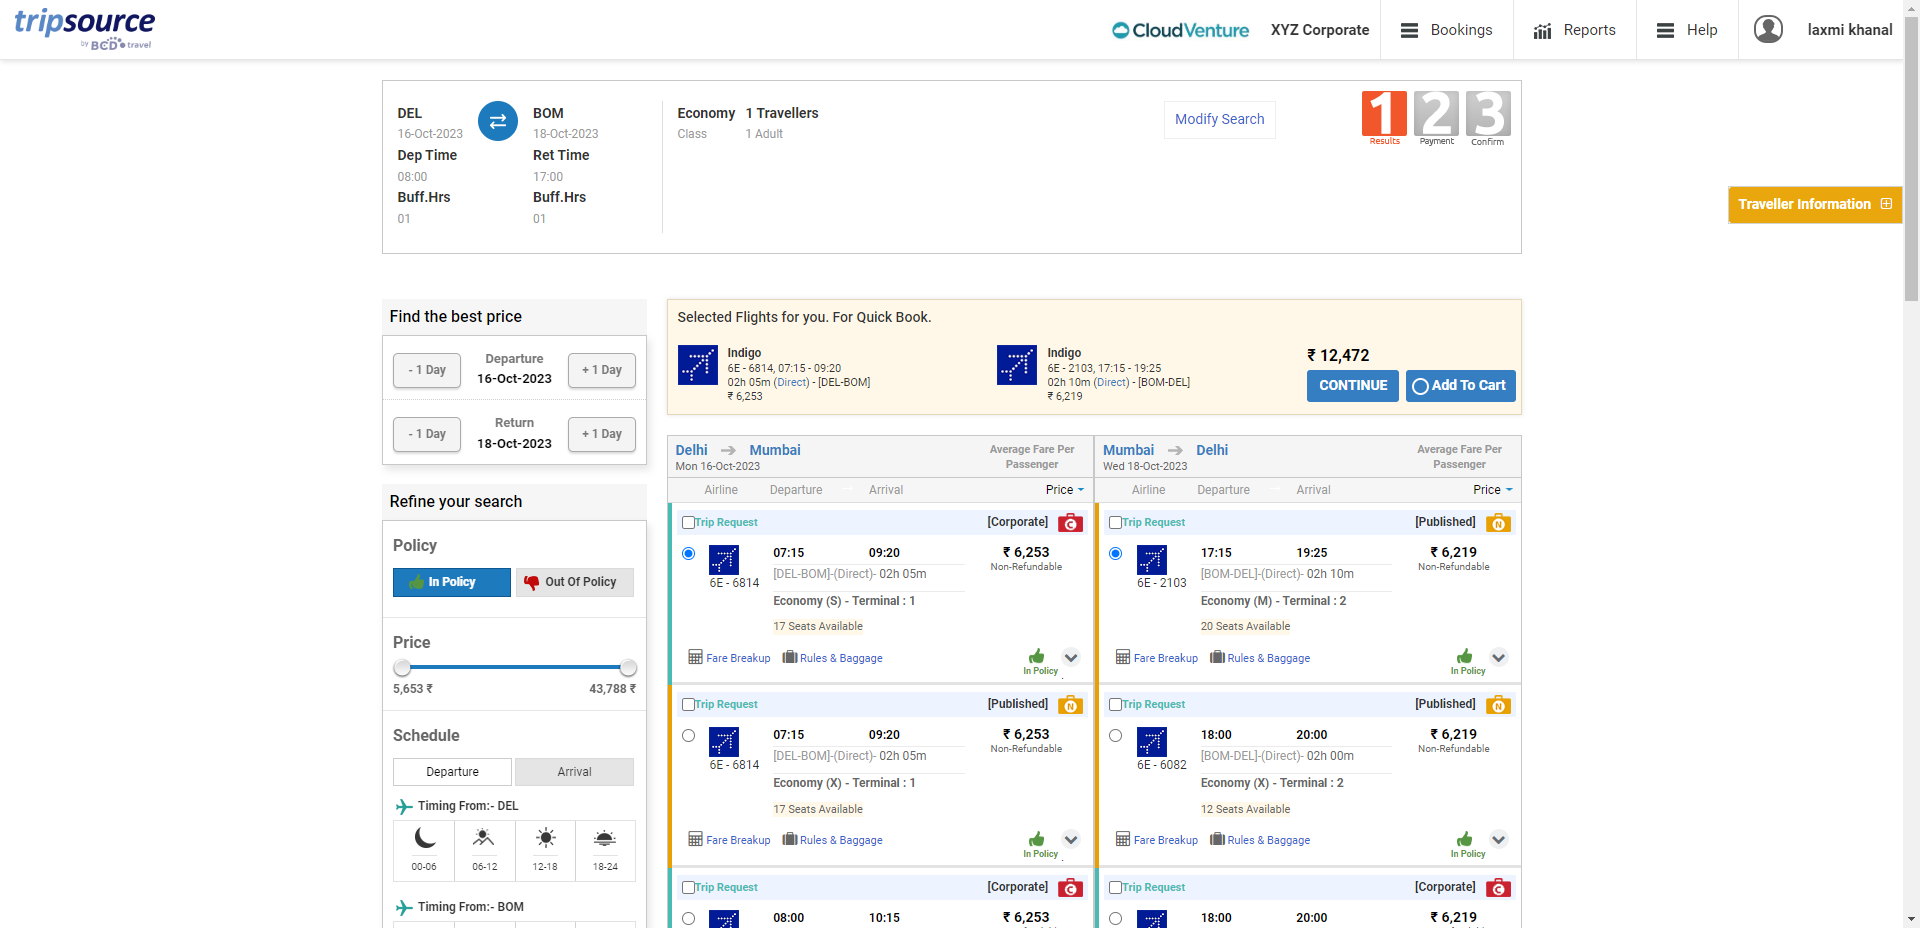 tripsource
by BCD travel
CloudVenture
XYZ Corporate
Bookings
Reports
Help
laxmi khanal
DEL
16-Oct-2023
Dep Time
08:00
Buff.Hrs
01
BOM
18-Oct-2023
Ret Time
17:00
Buff.Hrs
01
Economy
Class
1 Travellers
1 Adult
Modify Search
1
Results
2
Payment
3
Confirm
Traveller Information
Find the best price
- 1 Day
Departure
16-Oct-2023
+ 1 Day
- 1 Day
Return
18-Oct-2023
+ 1 Day
Refine your search
Policy
In Policy
Out Of Policy
Price
5,653 ₹
43,788 ₹
Schedule
Departure
Arrival
Timing From:- DEL
00-06
06-12
12-18
18-24
Timing From:- BOM
Selected Flights for you. For Quick Book.
Indigo
6E - 6814, 07:15 - 09:20
02h 05m (Direct) - [DEL-BOM]
₹ 6,253
Indigo
6E - 2103, 17:15 - 19:25
02h 10m (Direct) - [BOM-DEL]
₹ 6,219
₹ 12,472
CONTINUE
Add To Cart
Delhi
Mumbai
Mon 16-Oct-2023
Average Fare Per
Passenger
Airline
Departure
Arrival
Price
Trip Request
[Corporate]
C
07:15
09:20
₹ 6,253
Non-Refundable
6E - 6814
[DEL-BOM]-(Direct)- 02h 05m
Economy (S) - Terminal : 1
17 Seats Available
Fare Breakup
Rules & Baggage
In Policy
Trip Request
[Published]
N
07:15
09:20
₹ 6,253
Non-Refundable
6E - 6814
[DEL-BOM]-(Direct)- 02h 05m
Economy (X) - Terminal : 1
17 Seats Available
Fare Breakup
Rules & Baggage
In Policy
Trip Request
[Corporate]
C
08:00
10:15
₹ 6,253
Mumbai
Delhi
Wed 18-Oct-2023
Average Fare Per
Passenger
Airline
Departure
Arrival
Price
Trip Request
[Published]
N
17:15
19:25
₹ 6,219
Non-Refundable
6E - 2103
[BOM-DEL]-(Direct)- 02h 10m
Economy (M) - Terminal : 2
20 Seats Available
Fare Breakup
Rules & Baggage
In Policy
Trip Request
[Published]
N
18:00
20:00
₹ 6,219
Non-Refundable
6E - 6082
[BOM-DEL]-(Direct)- 02h 00m
Economy (X) - Terminal : 2
12 Seats Available
Fare Breakup
Rules & Baggage
In Policy
Trip Request
[Corporate]
C
18:00
20:00
₹ 6,219